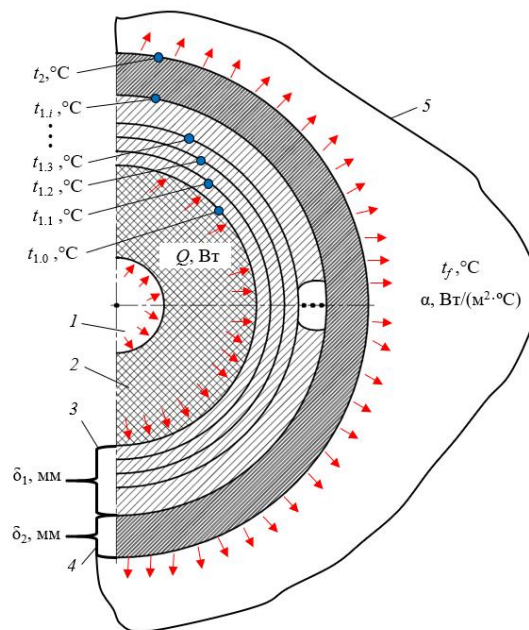 t₂,°C
t₁.ᵢ ,°C
t₁.₃ ,°C
t₁.₂ ,°C
t₁.₁ ,°C
t₁.₀ ,°C
Q, Вт
1
2
3
δ₁, мм
δ₂, мм
4
5
t_f ,°C
α, Вт/(м²·°С)